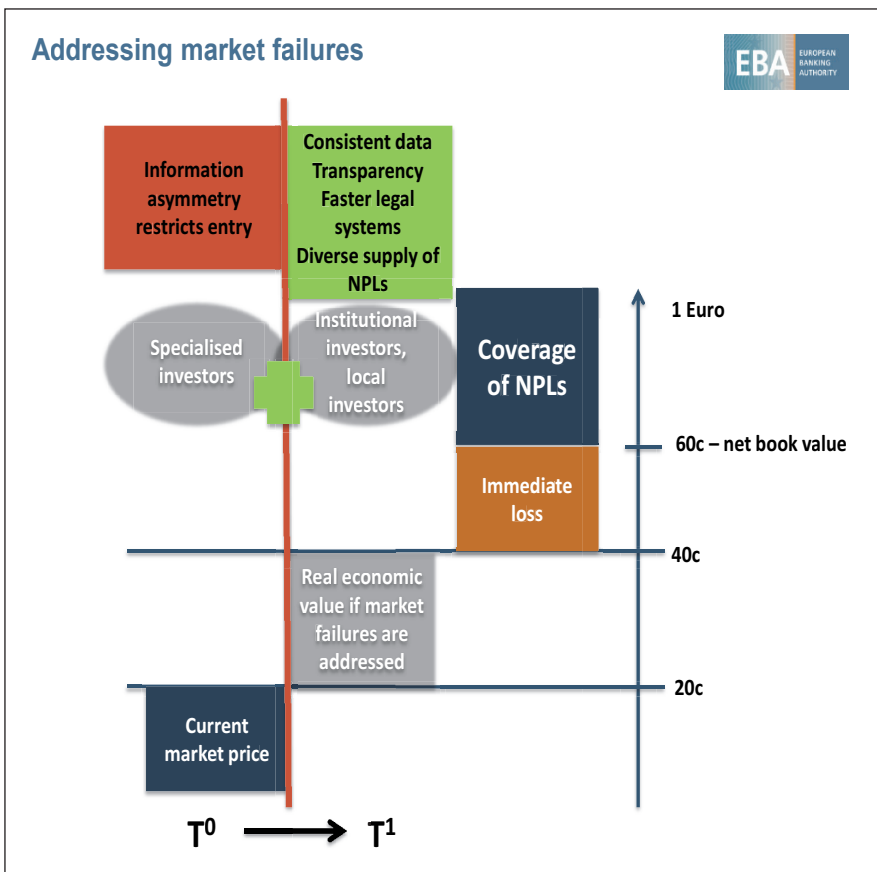 Addressing market failures
EBA
EUROPEAN
BANKING
AUTHORITY
Information
asymmetry
restricts entry
Consistent data
Transparency
Faster legal
systems
Diverse supply of
NPLs
Specialised
investors
Institutional
investors,
local
investors
Coverage
of NPLs
1 Euro
60c – net book value
Immediate
loss
40c
Real economic
value if market
failures are
addressed
20c
Current
market price
T⁰
T¹